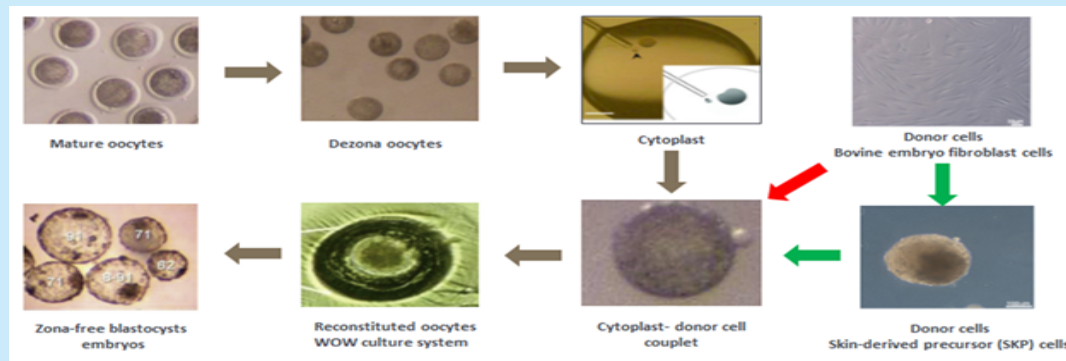 Mature oocytes
Dezona oocytes
Cytoplast
Donor cells
Bovine embryo fibroblast cells
91
71
62
71
8-91
Zona-free blastocysts
embryos
Reconstituted oocytes
WOW culture system
Cytoplast- donor cell
couplet
Donor cells
Skin-derived precursor (SKP) cells